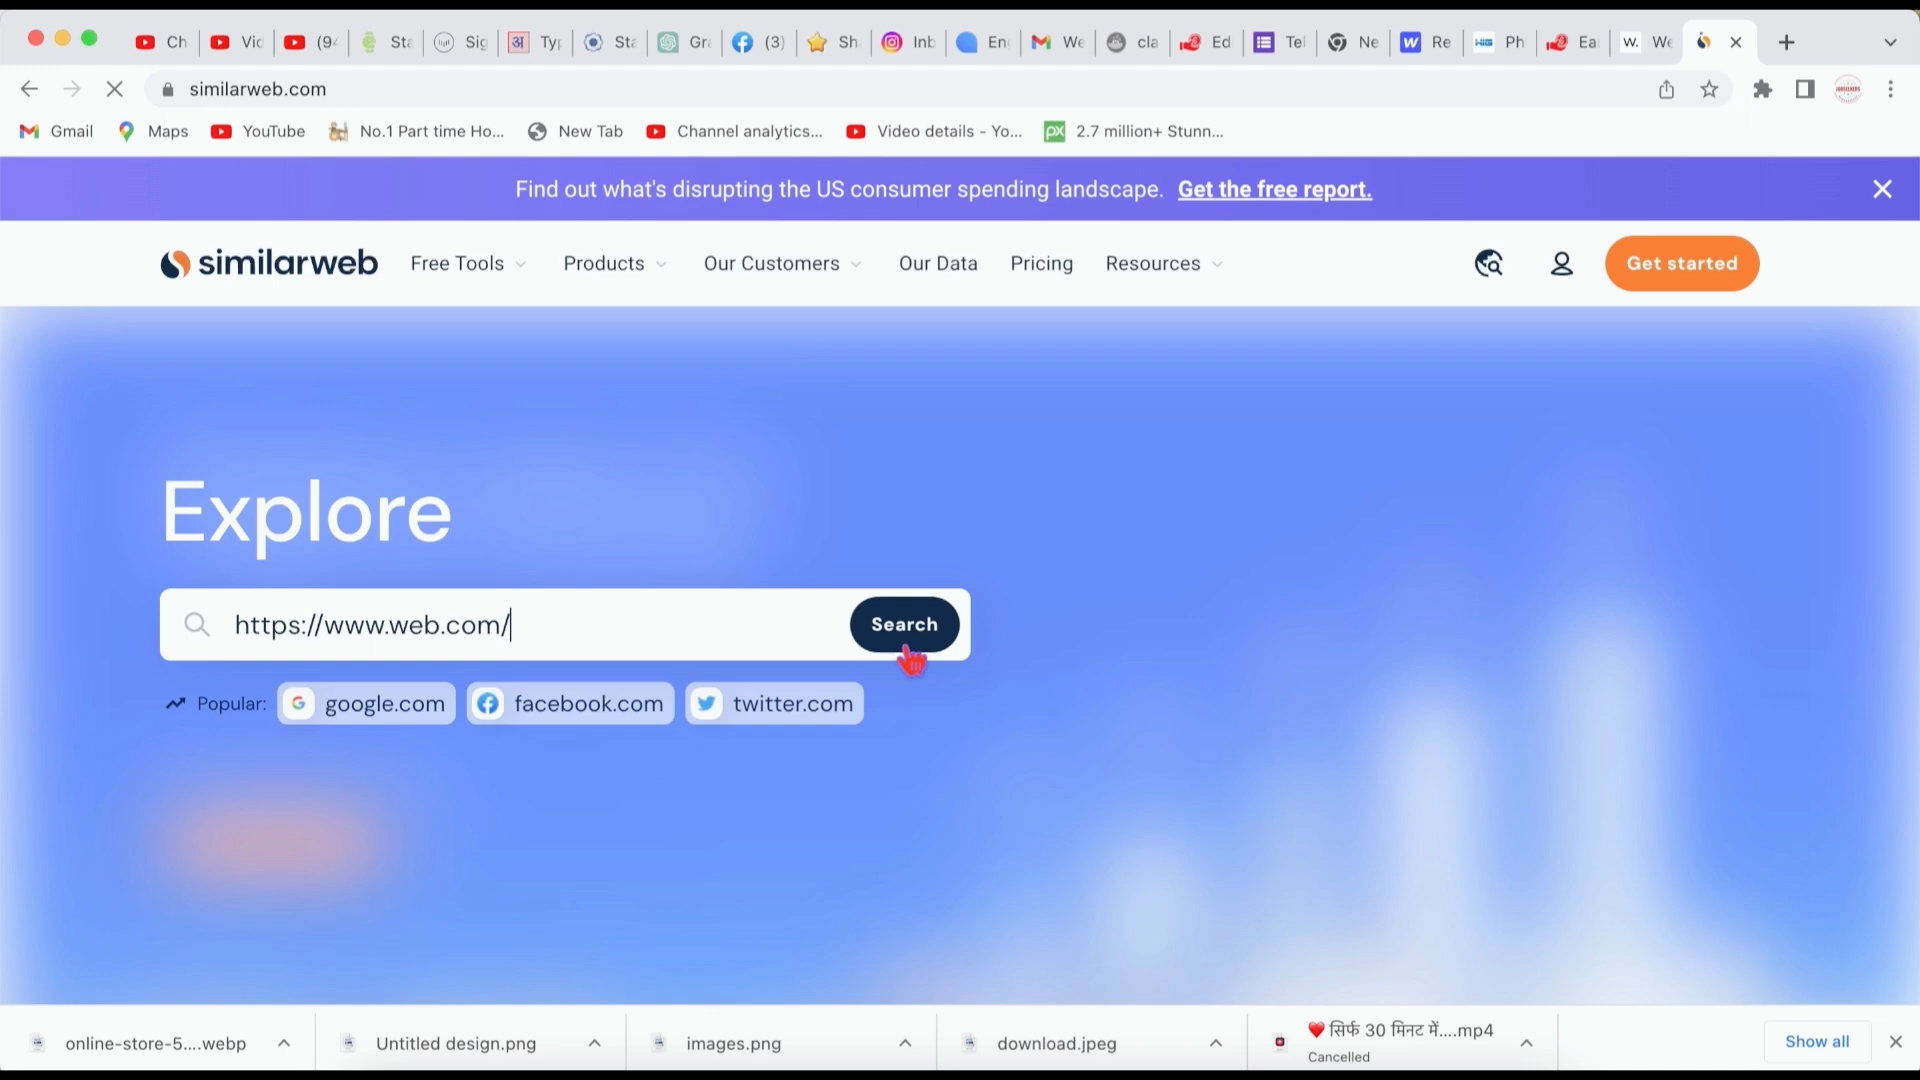 Ch
Vic
(94
Sta
Sig
अ
Typ
Sta
Gra
(3)
Sh
Inb
En
We
cla
Ed
Tel
Ne
W
Re
Ph
Ea
W.
We
similarweb.com
Gmail
Maps
YouTube
No.1 Part time Ho...
New Tab
Channel analytics...
Video details - Yo...
px
2.7 million+ Stunn...
Find out what's disrupting the US consumer spending landscape. Get the free report.
similarweb
Free Tools
Products
Our Customers
Our Data
Pricing
Resources
Get started
Explore
https://www.web.com/
Search
Popular:
google.com
facebook.com
twitter.com
online-store-5....webp
Untitled design.png
images.png
download.jpeg
❤️सिर्फ 30 मिनट में....mp4
Cancelled
Show all